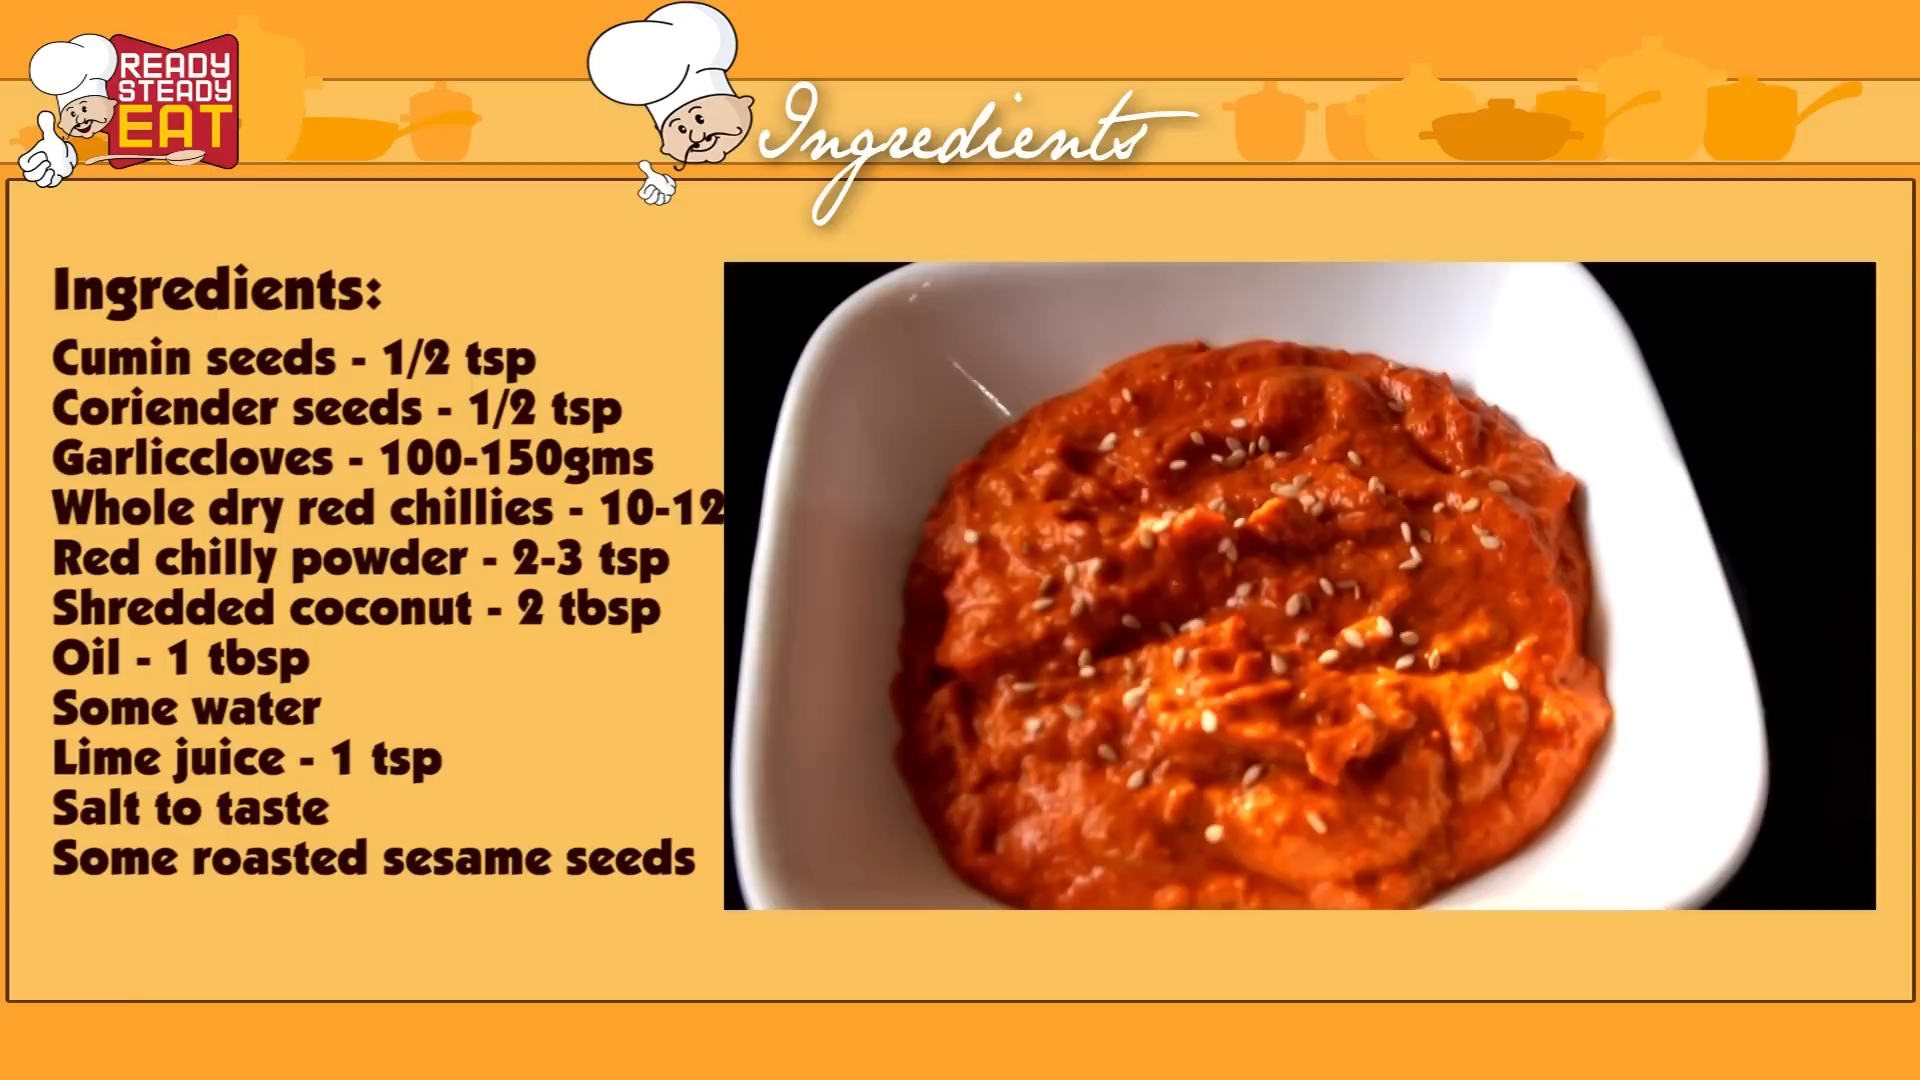 READY
STEADY
EAT
Ingredients
Ingredients:
Cumin seeds - 1/2 tsp
Coriender seeds - 1/2 tsp
Garliccloves - 100-150gms
Whole dry red chillies - 10-12
Red chilly powder - 2-3 tsp
Shredded coconut - 2 tbsp
Oil - 1 tbsp
Some water
Lime juice - 1 tsp
Salt to taste
Some roasted sesame seeds